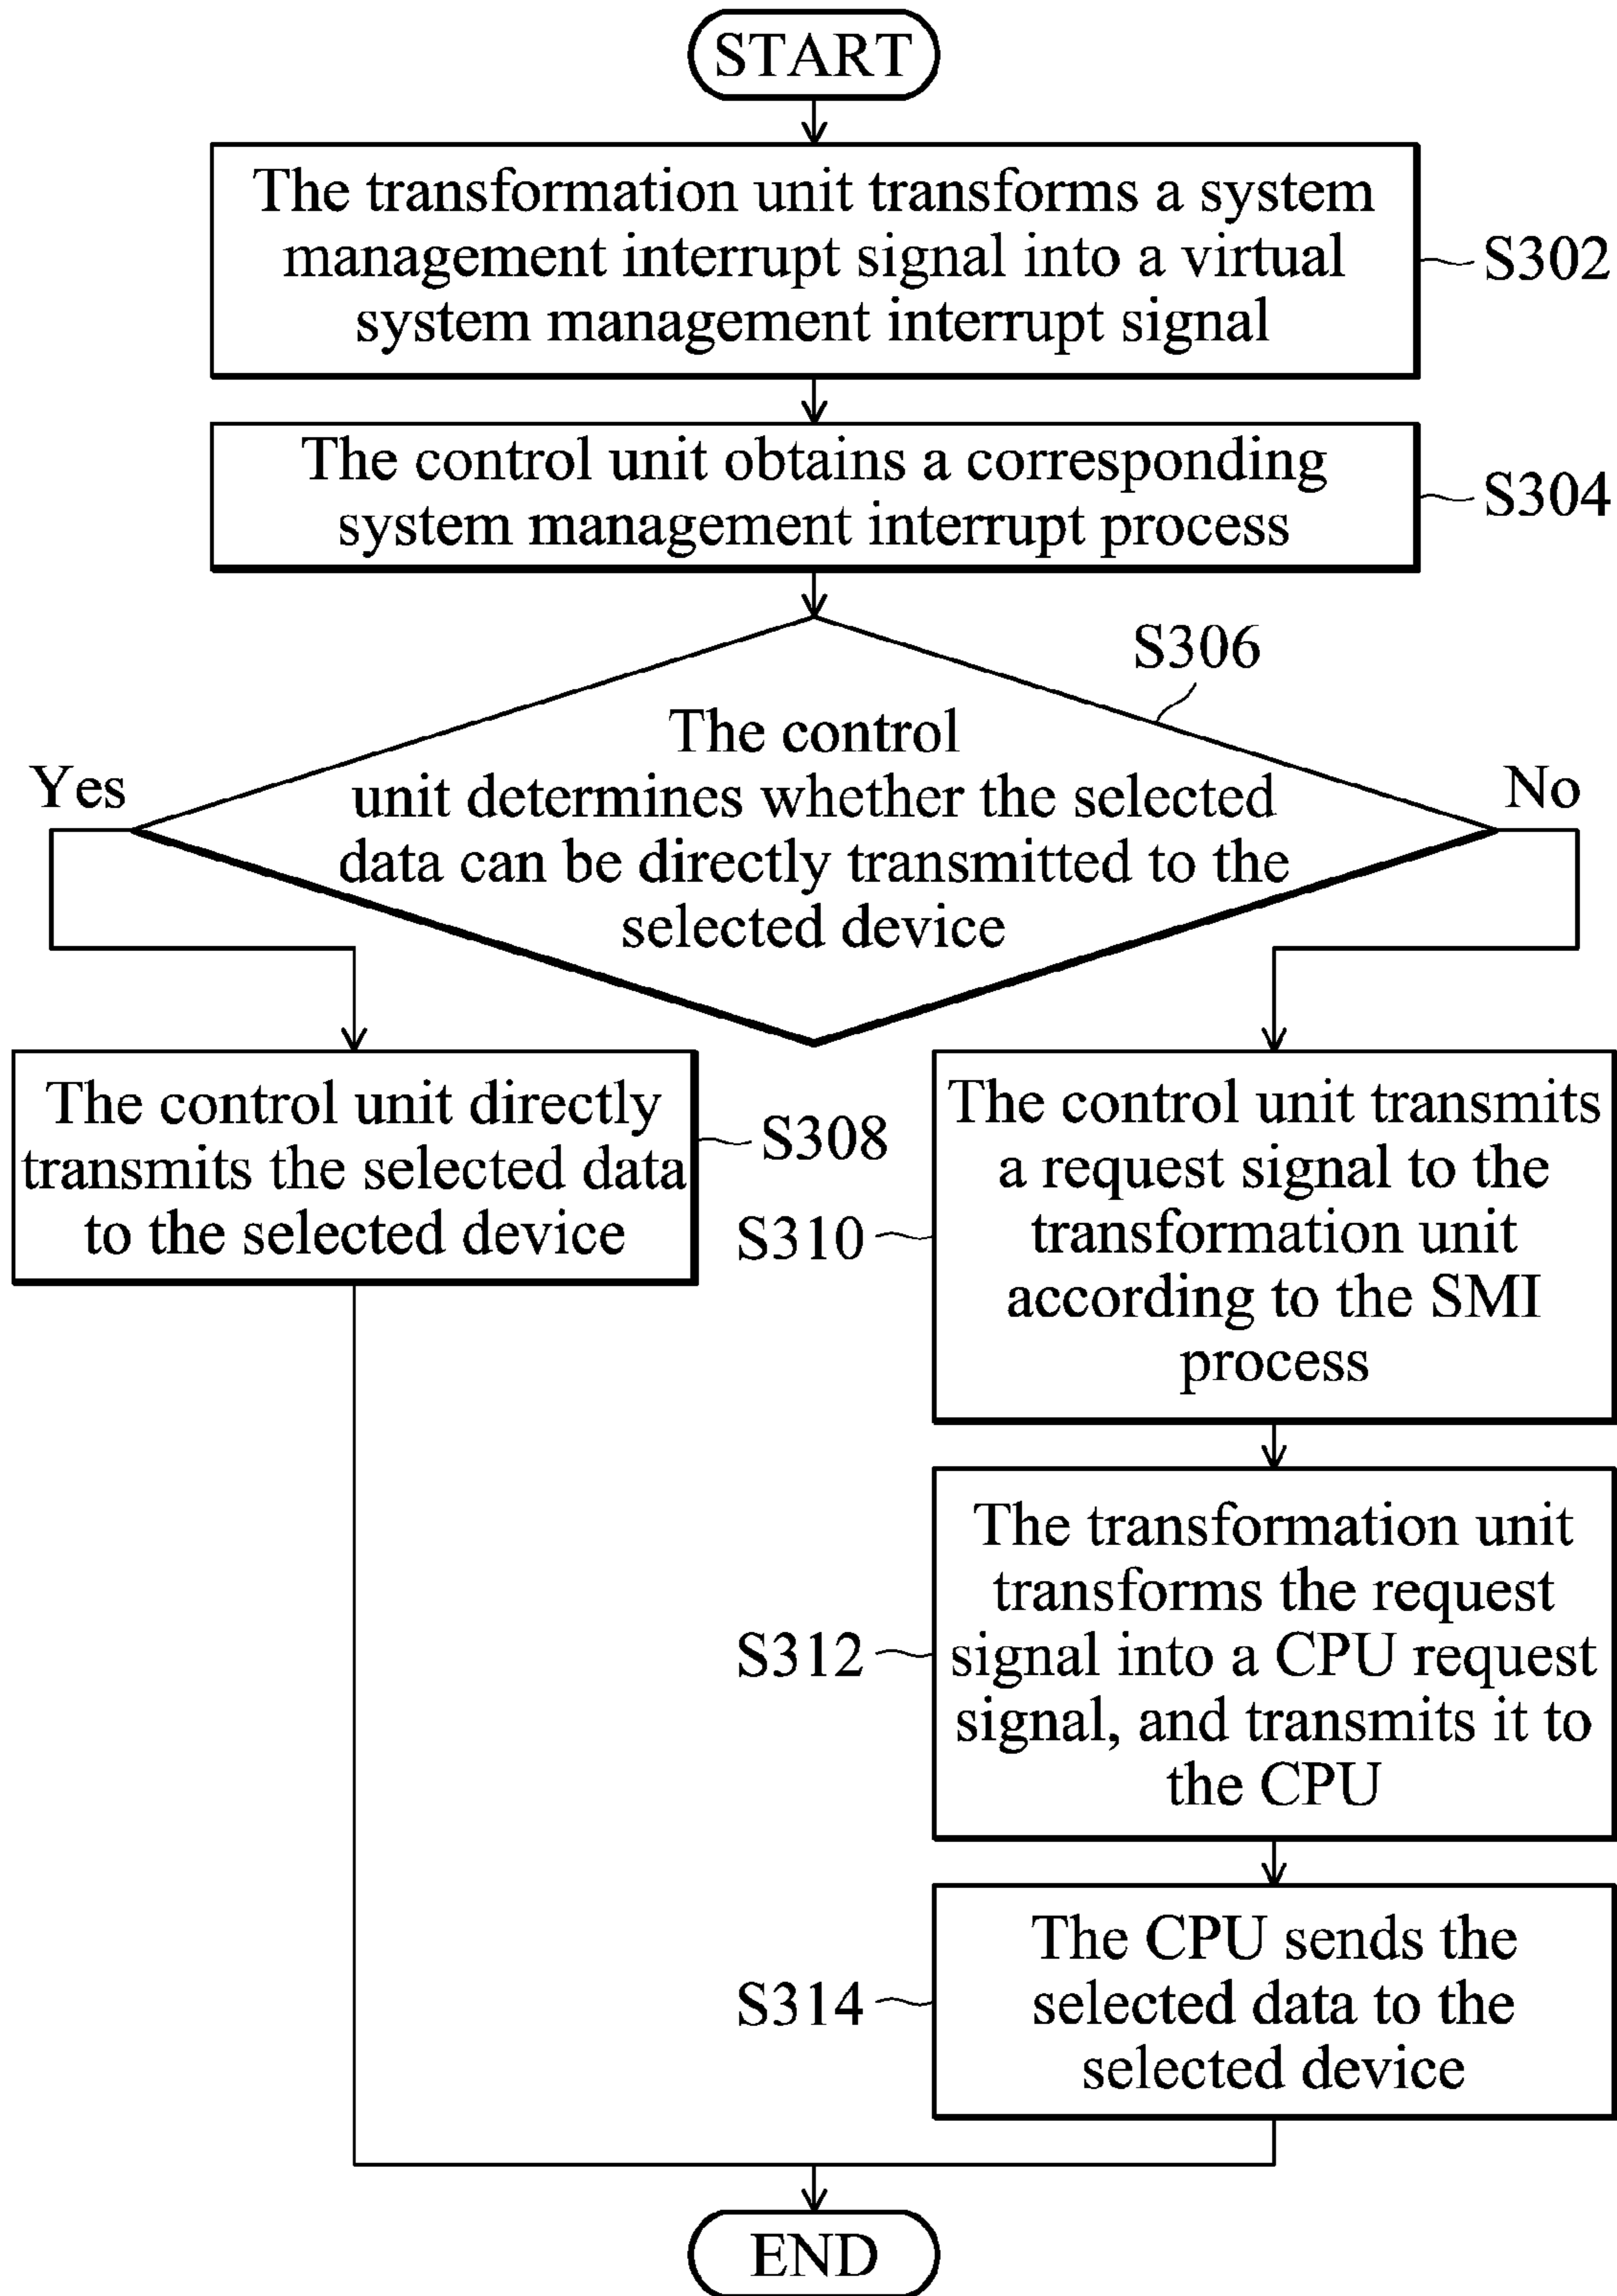 START
The transformation unit transforms a system
management interrupt signal into a virtual
system management interrupt signal
S302
The control unit obtains a corresponding
system management interrupt process
S304
S306
The control
unit determines whether the selected
data can be directly transmitted to the
selected device
Yes
No
The control unit directly
transmits the selected data
to the selected device
S308
The control unit transmits
a request signal to the
transformation unit
according to the SMI
process
S310
The transformation unit
transforms the request
signal into a CPU request
signal, and transmits it to
the CPU
S312
The CPU sends the
selected data to the
selected device
S314
END